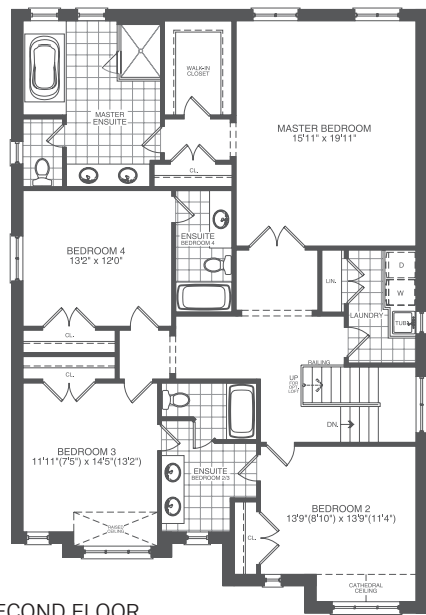 WALK-IN
CLOSET
MASTER
ENSUITE
MASTER BEDROOM
15'11" x 19'11"
CL.
ENSUITE
BEDROOM 4
BEDROOM 4
13'2" x 12'0"
D
W
LIN.
LAUNDRY
TUB
CL.
CL.
RAILING
UP
FOR
OPT.
LOFT
DN.
BEDROOM 3
11'11"(7'5") x 14'5"(13'2")
ENSUITE
BEDROOM 2/3
BEDROOM 2
13'9"(8'10") x 13'9"(11'4")
CL.
RAISED
CEILING
CATHEDRAL
CEILING
ECOND FLOOR